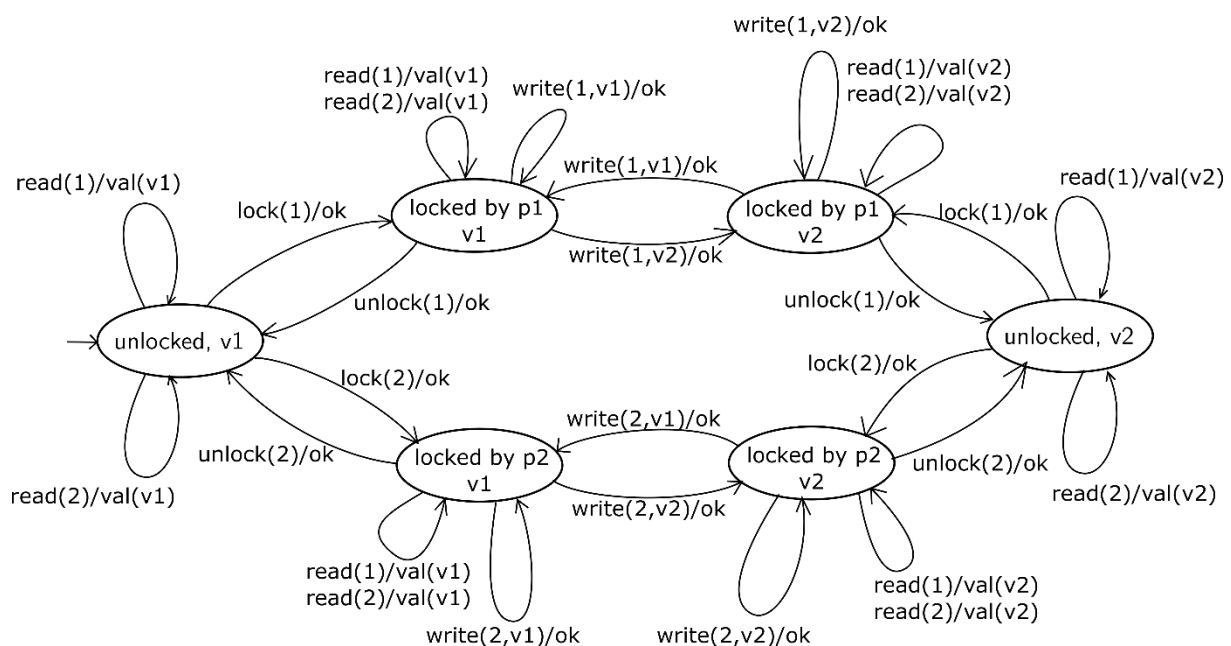 write(1,v2)/ok
read(1)/val(v1)
read(2)/val(v1)
write(1,v1)/ok
read(1)/val(v2)
read(2)/val(v2)
read(1)/val(v1)
lock(1)/ok
locked by p1
v1
write(1,v1)/ok
write(1,v2)/ok
locked by p1
v2
lock(1)/ok
read(1)/val(v2)
unlock(1)/ok
unlock(1)/ok
unlocked, v1
unlocked, v2
lock(2)/ok
lock(2)/ok
unlock(2)/ok
locked by p2
v1
write(2,v1)/ok
write(2,v2)/ok
locked by p2
v2
unlock(2)/ok
read(2)/val(v1)
read(2)/val(v2)
read(1)/val(v1)
read(2)/val(v1)
write(2,v1)/ok
write(2,v2)/ok
read(1)/val(v2)
read(2)/val(v2)